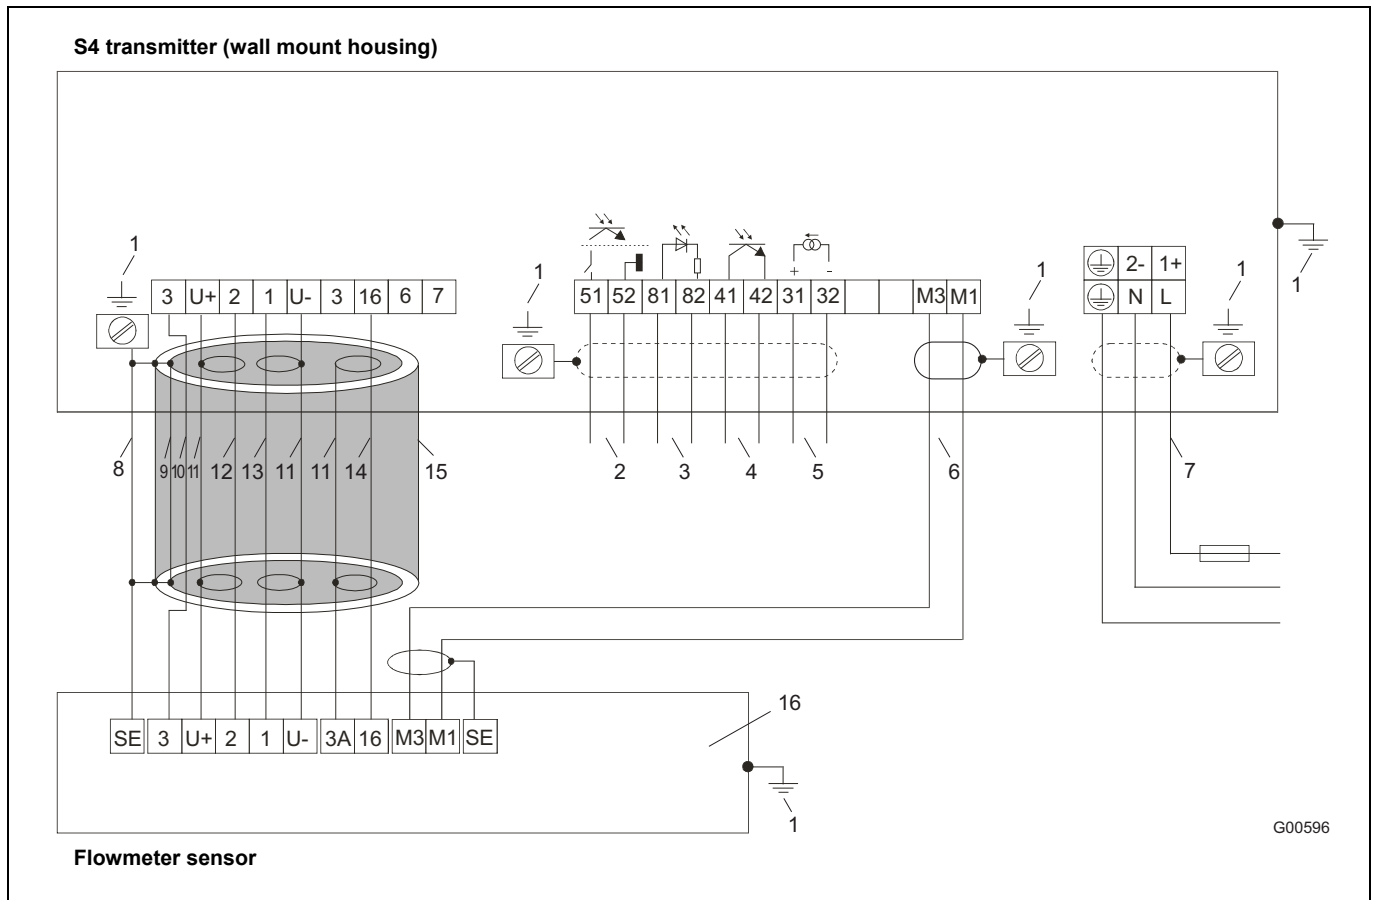 S4 transmitter (wall mount housing)
1
1
1
1
1
3 U+ 2 1 U- 3 16 6 7
+ -
51 52 81 82 41 42 31 32 M3 M1
2- 1+
N L
8 9 10 11 12 13 11 11 14 15
2 3 4 5 6 7
16
SE 3 U+ 2 1 U- 3A 16 M3 M1 SE
1
G00596
Flowmeter sensor